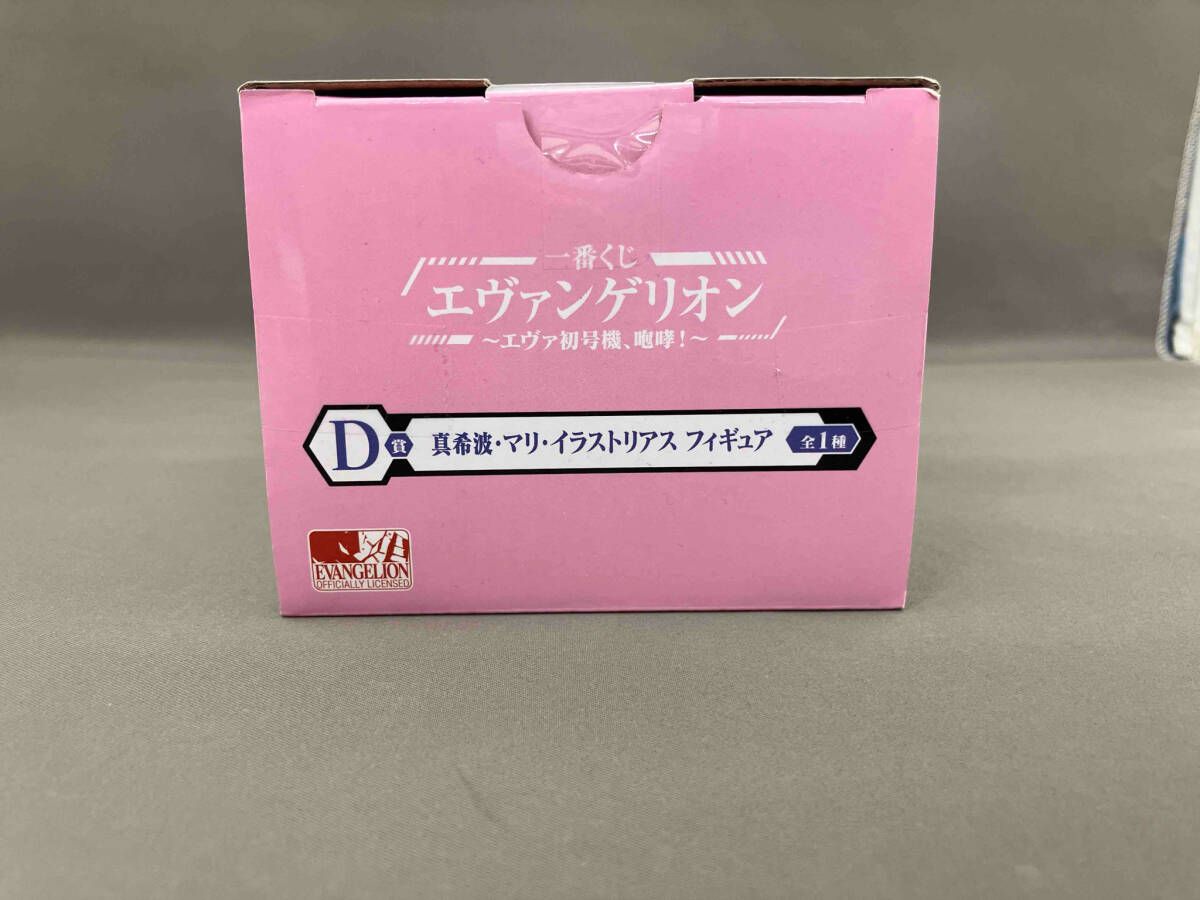 一番くじ
エヴァンゲリオン
～エヴァ初号機、咆哮!～
D賞 真希波・マリ・イラストリアス フィギュア 全1種
EVANGELION
OFFICIALLY LICENSED